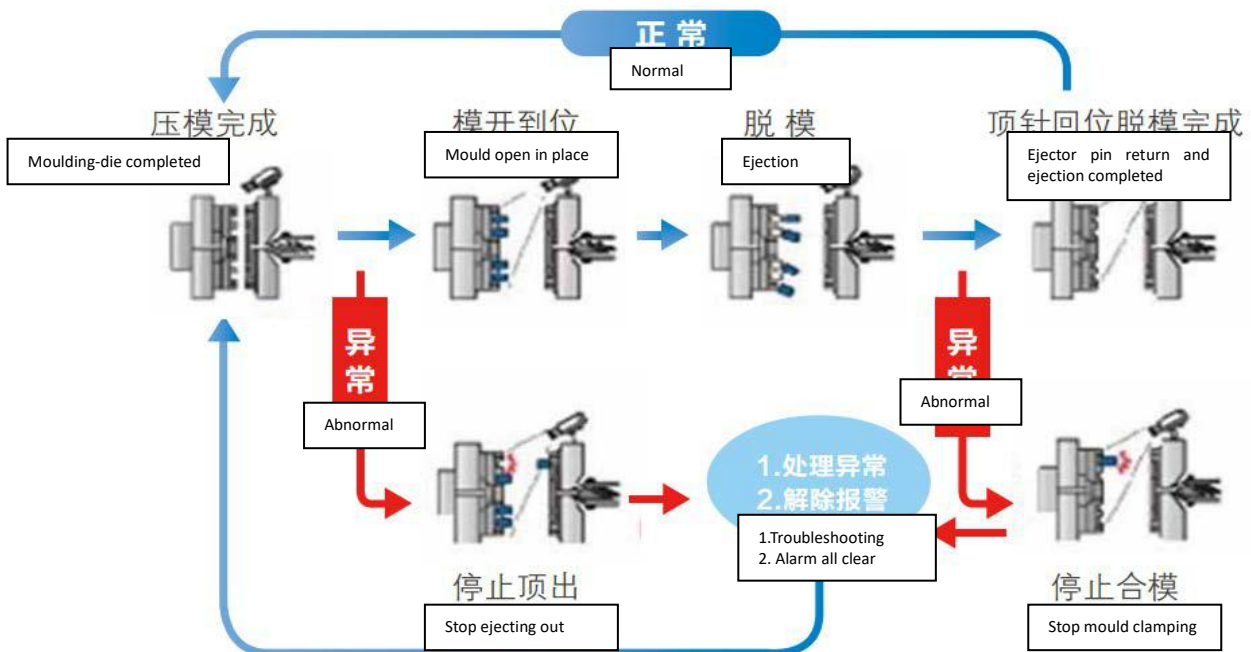 正常
Normal
压模完成
Moulding-die completed
模开到位
Mould open in place
脱模
Ejection
顶针回位脱模完成
Ejector pin return and
ejection completed
异常
Abnormal
异常
Abnormal
1.处理异常
2.解除报警
1.Troubleshooting
2. Alarm all clear
停止顶出
Stop ejecting out
停止合模
Stop mould clamping